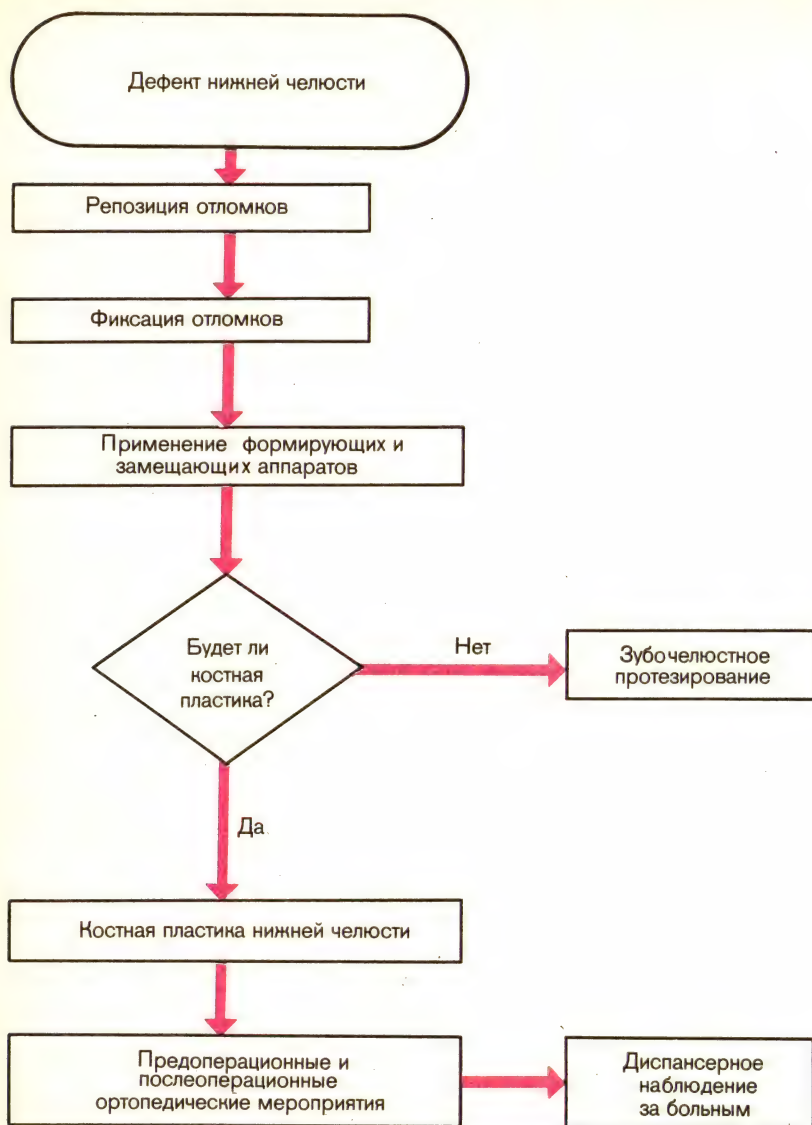 Дефект нижней челюсти
Репозиция отломков
Фиксация отломков
Применение формирующих и
замещающих аппаратов
Будет ли
костная
пластика?
Нет
Зубочелюстное
протезирование
Да
Костная пластика нижней челюсти
Предоперационные и
послеоперационные
ортопедические мероприятия
Диспансерное
наблюдение
за больным